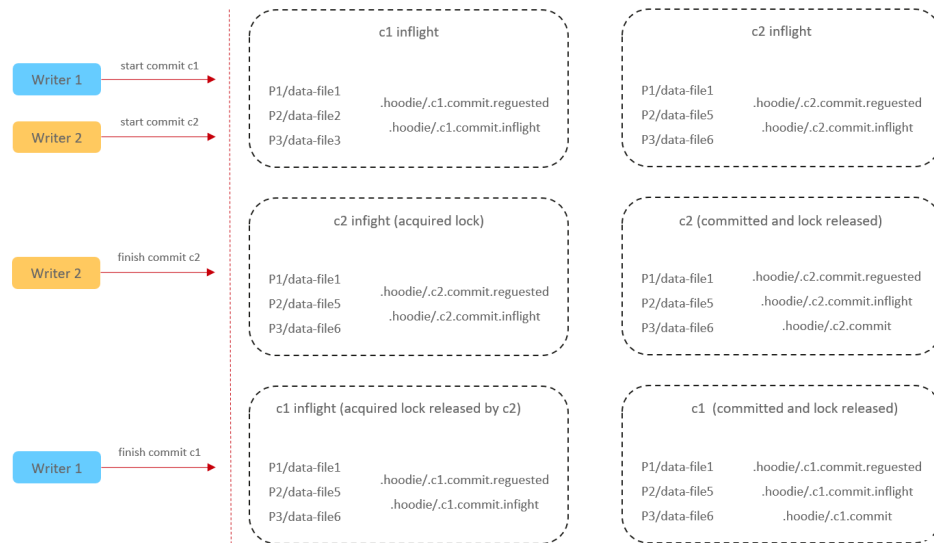 c1 inflight
c2 inflight
start commit c1
Writer 1
P1/data-file1
P2/data-file2
P3/data-file3
.hoodie/.c1.commit.reguested
.hoodie/.c1.commit.inflight
P1/data-file1
P2/data-file5
P3/data-file6
.hoodie/.c2.commit.reguested
.hoodie/.c2.commit.inflight
start commit c2
Writer 2
c2 infight (acquired lock)
c2 (committed and lock released)
finish commit c2
Writer 2
P1/data-file1
P2/data-file5
P3/data-file6
.hoodie/.c2.commit.reguested
.hoodie/.c2.commit.inflight
P1/data-file1
P2/data-file5
P3/data-file6
.hoodie/.c2.commit.reguested
.hoodie/.c2.commit.inflight
.hoodie/.c2.commit
c1 inflight (acquired lock released by c2)
c1 (committed and lock released)
finish commit c1
Writer 1
P1/data-file1
P2/data-file5
P3/data-file6
.hoodie/.c1.commit.reguested
.hoodie/.c1.commit.inflight
P1/data-file1
P2/data-file5
P3/data-file6
.hoodie/.c1.commit.reguested
.hoodie/.c1.commit.inflight
.hoodie/.c1.commit